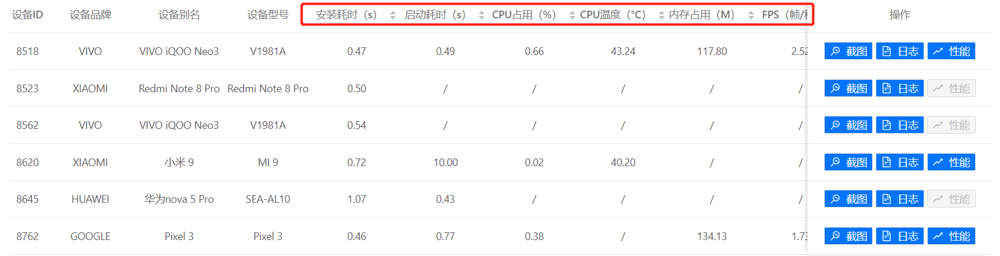 设备ID 设备品牌 设备别名 设备型号 安装耗时（s） 启动耗时（s） CPU占用（%） CPU温度（℃） 内存占用（M） FPS（帧/ 操作
8518 VIVO VIVO iQOO Neo3 V1981A 0.47 0.49 0.66 43.24 117.80 2.52 截图 日志 性能
8523 XIAOMI Redmi Note 8 Pro Redmi Note 8 Pro 0.50 / / / / / 截图 日志 性能
8562 VIVO VIVO iQOO Neo3 V1981A 0.54 / / / / / 截图 日志 性能
8620 XIAOMI 小米 9 MI 9 0.72 10.00 0.02 40.20 / / 截图 日志 性能
8645 HUAWEI 华为nova 5 Pro SEA-AL10 1.07 0.43 / / / / 截图 日志 性能
8762 GOOGLE Pixel 3 Pixel 3 0.46 0.77 0.38 / 134.13 1.73 截图 日志 性能